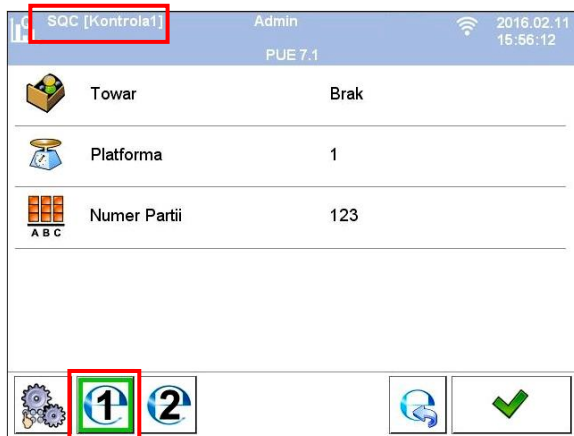 SQC [Kontrola1] Admin 2016.02.11
15:56:12
PUE 7.1
Towar Brak
Platforma 1
Numer Partii 123
A B C
1 2